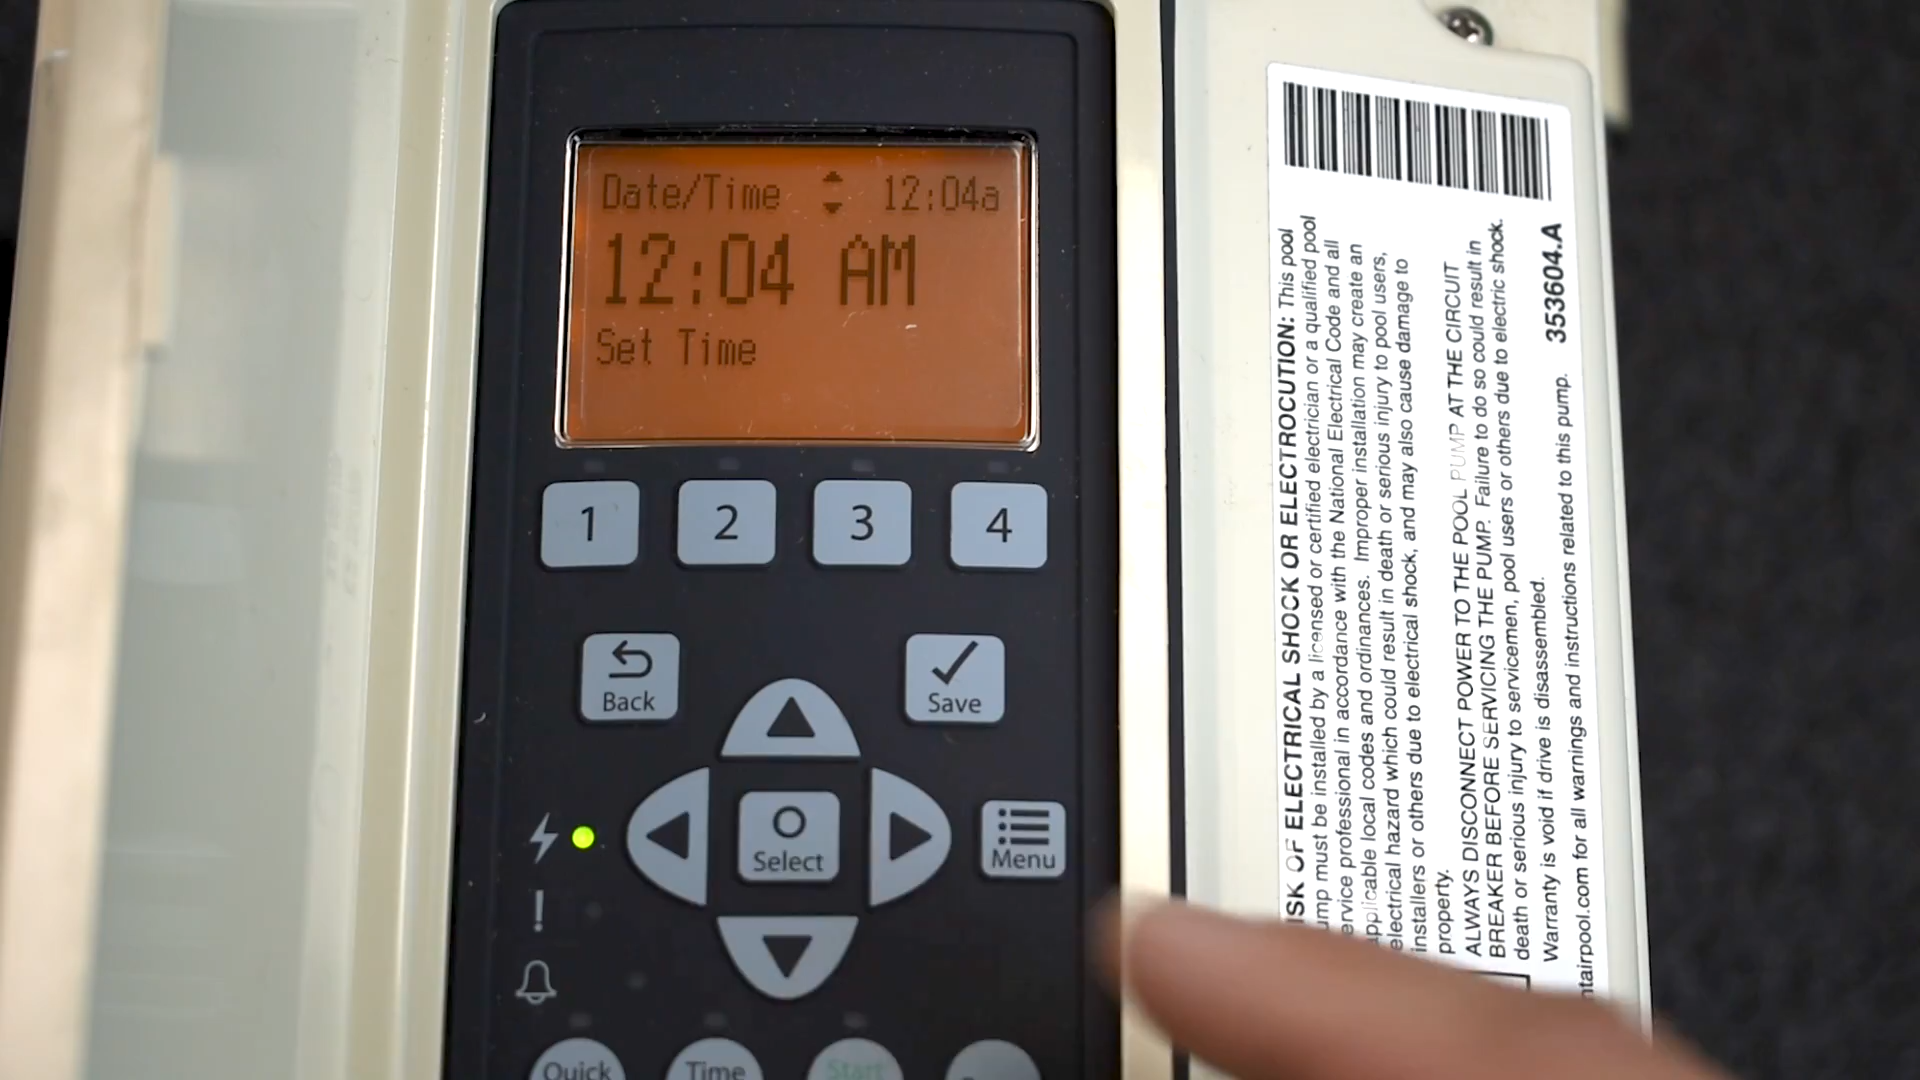 Date/Time 12:04a
12:04 AM
Set Time
1 2 3 4
Back
Save
Select
Menu
!
Quick
Time
Start
353604.A
OF ELECTRICAL SHOCK OR ELECTROCUTION: This pool
must be installed by a licensed or certified electrician or a qualified pool
professional in accordance with the National Electrical Code and all
applicable local codes and ordinances. Improper installation may create an
electrical hazard which could result in death or serious injury to pool users,
installers or others due to electrical shock, and may also cause damage to
property.
ALWAYS DISCONNECT POWER TO THE POOL PUMP AT THE CIRCUIT
BREAKER BEFORE SERVICING THE PUMP. Failure to do so could result in
death or serious injury to servicemen, pool users or others due to electric shock.
Warranty is void if drive is disassembled.
for all warnings and instructions related to this pump.